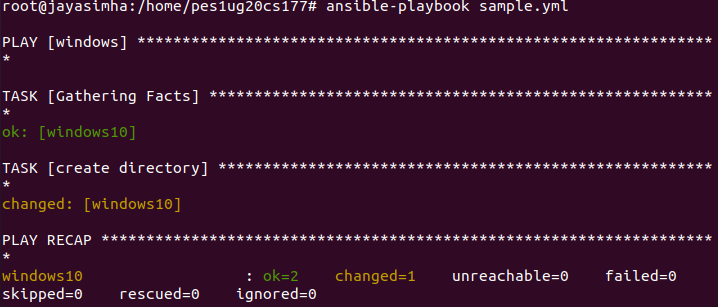 root@jayasimha:/home/pes1ug20cs177# ansible-playbook sample.yml
PLAY [windows] ****************************************************************
*
TASK [Gathering Facts] ********************************************************
*
ok: [windows10]
TASK [create directory] *******************************************************
*
changed: [windows10]
PLAY RECAP ********************************************************************
*
windows10                  : ok=2    changed=1    unreachable=0    failed=0
skipped=0    rescued=0    ignored=0